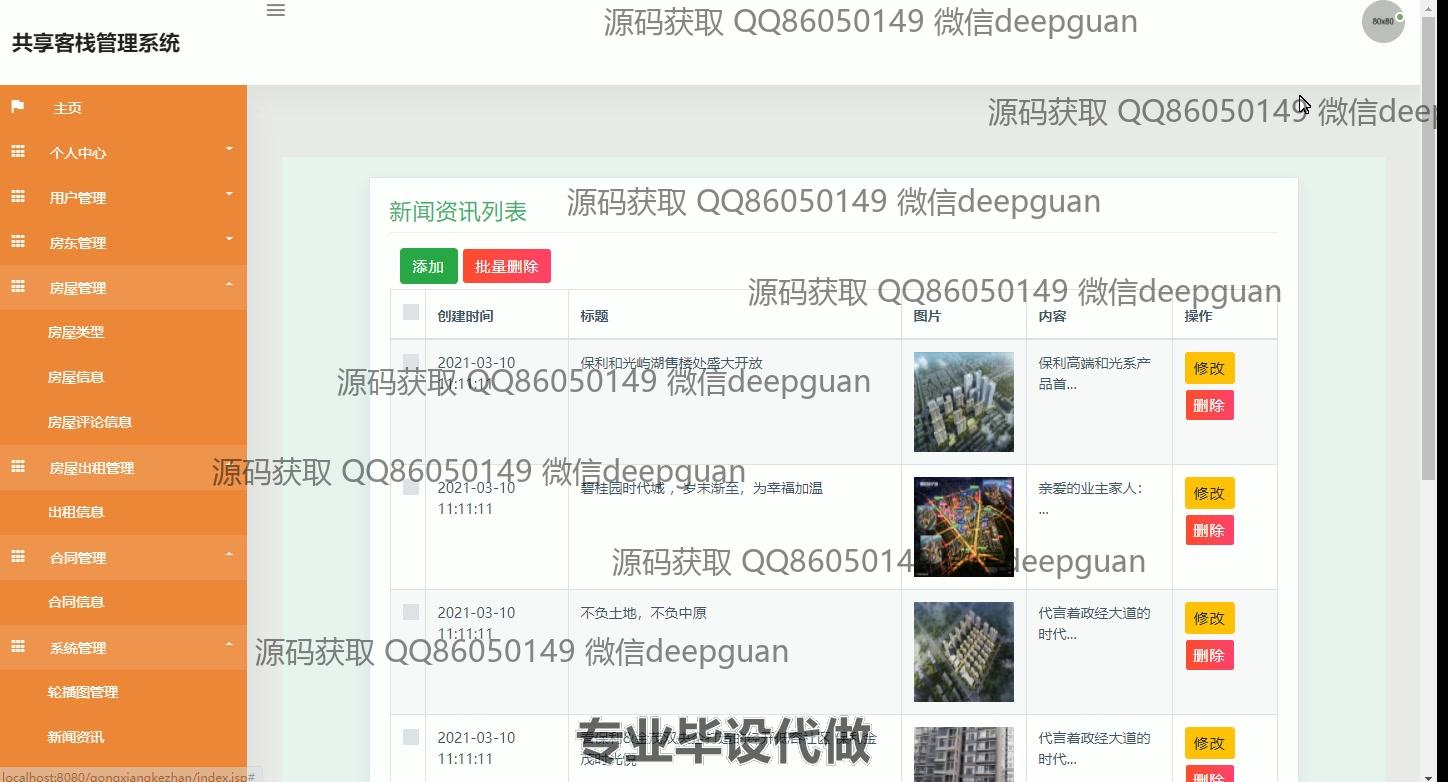 源码获取 QQ86050149 微信deepguan
80x80
共享客栈管理系统
源码获取 QQ86050149 微信deep
主页
个人中心
用户管理
房东管理
房屋管理
房屋类型
房屋信息
房屋评论信息
房屋出租管理
出租信息
合同管理
合同信息
系统管理
轮播图管理
新闻资讯
新闻资讯列表
源码获取 QQ86050149 微信deepguan
添加 批量删除
源码获取 QQ86050149 微信deepguan
创建时间 标题 图片 内容 操作
2021-03-10 保利和光屿湖售楼处盛大开放 保利高端和光系产 修改
11:11:11 品首... 删除
源码获取 QQ86050149 微信deepguan
源码获取 QQ86050149 微信deepguan
2021-03-10 碧桂园时代城 ，岁末渐至，为幸福加温 亲爱的业主家人： 修改
11:11:11 ... 删除
源码获取 QQ8605014 deepguan
2021-03-10 不负土地，不负中原 代言着政经大道的 修改
11:11:11 时代... 删除
源码获取 QQ86050149 微信deepguan
2021-03-10 代言着政经大道的 修改
11:11:11 茂时光悦 时代... 删除
专业毕设代做
localhost:8080/gongxiangkezhan/index.jsp#